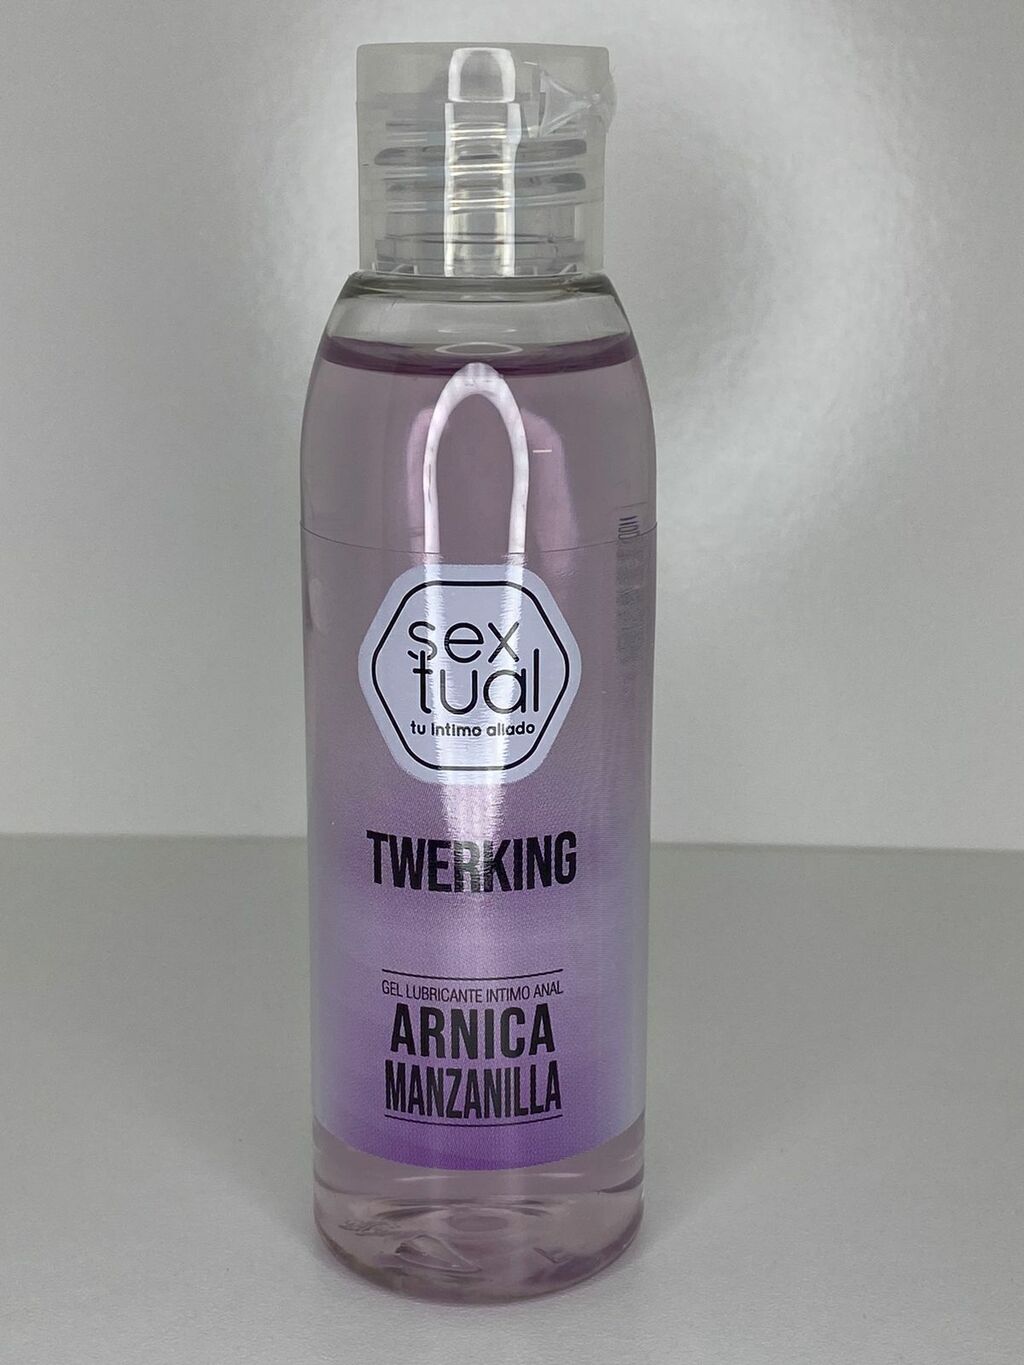 sex
tual
tu intimo aliado
TWERKING
GEL LUBRICANTE INTIMO ANAL
ARNICA
MANZANILLA